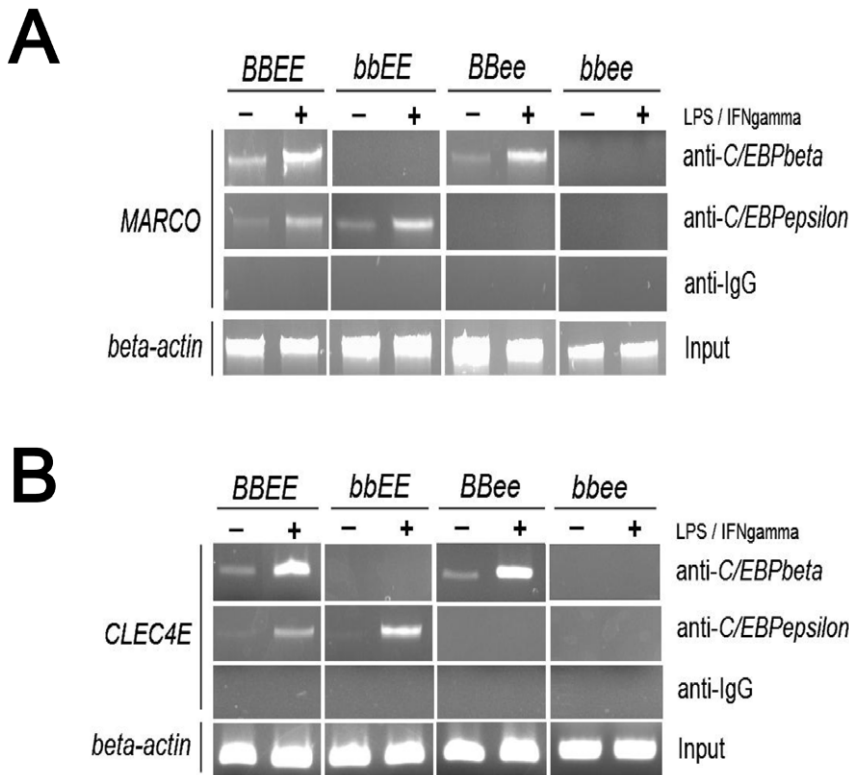 A
BBEE bbEE BBee bbee
− + − + − + − + LPS / IFNgamma
anti-C/EBPbeta
MARCO anti-C/EBPepsilon
anti-IgG
beta-actin Input
B
BBEE bbEE BBee bbee
− + − + − + − + LPS / IFNgamma
anti-C/EBPbeta
CLEC4E anti-C/EBPepsilon
anti-IgG
beta-actin Input